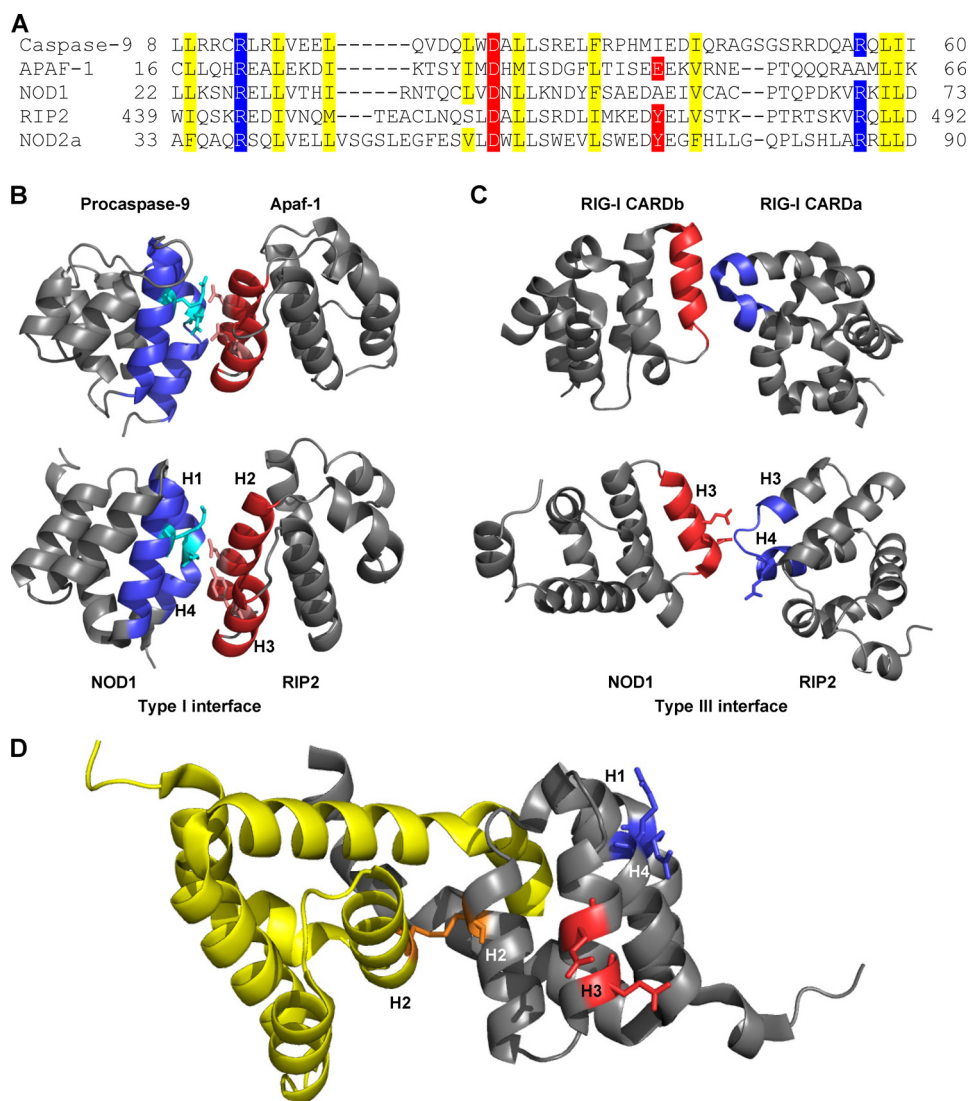 A
Caspase-9 8 LLRRCRLRLVEEL------QVDQLWDALLSRELFRPHMIEDIQRAGSGSRRDQARQLII 60
APAF-1 16 CLLQHREALEKDI------KTSYIMDHMISDGFLTISEEEKVRNE--PTQQQRAAMLIK 66
NOD1 22 LLKSNRELLVTHI------RNTQCLVDNLLKNDYFSAEDAEIVCAC--PTQPDKVRKILD 73
RIP2 439 WIQSKREDIVNQM----TEACLNQSLDALLSRDLIMKEDYELVSTK--PTRTSKVRQLLD 492
NOD2a 33 AFQAQRSQLVELLVSGSLEGFESVLDWLLSWEVLSWEDYEGFHLLG-QPLSHLARRLLD 90
B
C
Procaspase-9 Apaf-1 RIG-I CARDb RIG-I CARDa
H1 H2 H3 H3
H4
H4
H3
NOD1 RIP2 NOD1 RIP2
Type I interface Type III interface
D
H1
H4
H2
H2 H3